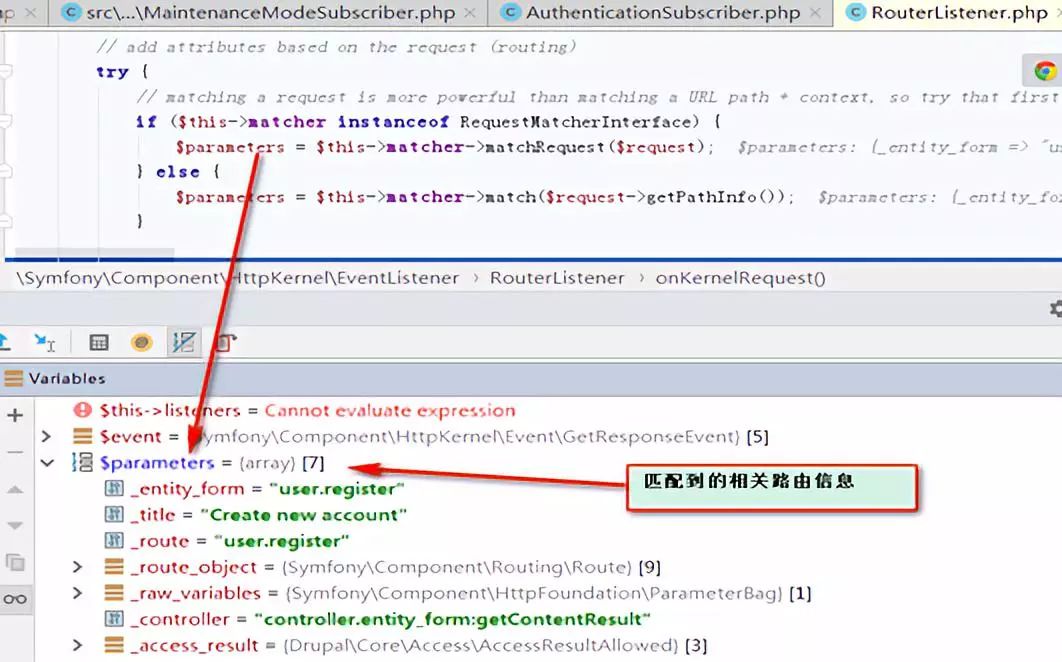 src\...\MaintenanceModeSubscriber.php × AuthenticationSubscriber.php × RouterListener.php
// add attributes based on the request (routing)
try {
// matching a request is more powerful than matching a URL path + context, so try that first
if ($this->matcher instanceof RequestMatcherInterface) {
$parameters = $this->matcher->matchRequest($request); $parameters: {_entity_form => "us
} else {
$parameters = $this->matcher->match($request->getPathInfo()); $parameters: {_entity_for
}
\Symfony\Component\HttpKernel\EventListener › RouterListener › onKernelRequest()
Variables
$this->listeners = Cannot evaluate expression
$event = {Symfony\Component\HttpKernel\Event\GetResponseEvent} [5]
$parameters = {array} [7]
匹配到的相关路由信息
_entity_form = "user.register"
_title = "Create new account"
_route = "user.register"
_route_object = {Symfony\Component\Routing\Route} [9]
_raw_variables = {Symfony\Component\HttpFoundation\ParameterBag} [1]
_controller = "controller.entity_form:getContentResult"
_access_result = {Drupal\Core\Access\AccessResultAllowed} [3]